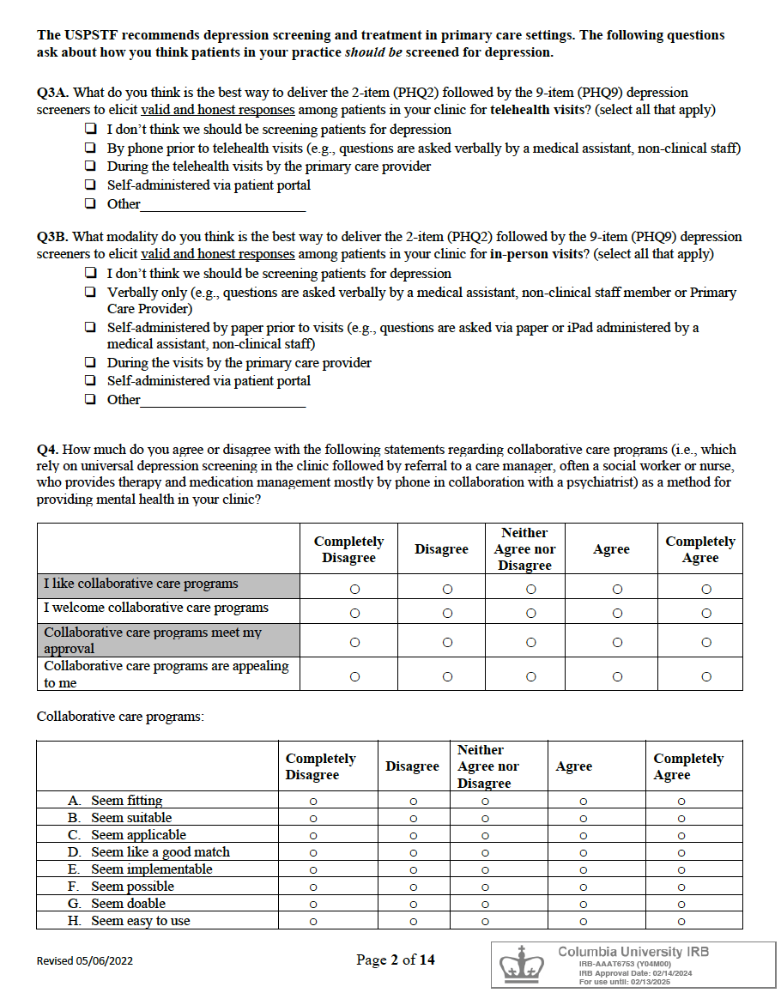 The USPSTF recommends depression screening and treatment in primary care settings. The following questions
ask about how you think patients in your practice should be screened for depression.
Q3A. What do you think is the best way to deliver the 2-item (PHQ2) followed by the 9-item (PHQ9) depression
screeners to elicit valid and honest responses among patients in your clinic for telehealth visits? (select all that apply)
❑ I don't think we should be screening patients for depression
❑ By phone prior to telehealth visits (e.g., questions are asked verbally by a medical assistant, non-clinical staff)
❑ During the telehealth visits by the primary care provider
❑ Self-administered via patient portal
❑ Other________________________
Q3B. What modality do you think is the best way to deliver the 2-item (PHQ2) followed by the 9-item (PHQ9) depression
screeners to elicit valid and honest responses among patients in your clinic for in-person visits? (select all that apply)
❑ I don't think we should be screening patients for depression
❑ Verbally only (e.g., questions are asked verbally by a medical assistant, non-clinical staff member or Primary
Care Provider)
❑ Self-administered by paper prior to visits (e.g., questions are asked via paper or iPad administered by a
medical assistant, non-clinical staff)
❑ During the visits by the primary care provider
❑ Self-administered via patient portal
❑ Other________________________
Q4. How much do you agree or disagree with the following statements regarding collaborative care programs (i.e., which
rely on universal depression screening in the clinic followed by referral to a care manager, often a social worker or nurse,
who provides therapy and medication management mostly by phone in collaboration with a psychiatrist) as a method for
providing mental health in your clinic?
Completely
Disagree
Disagree
Neither
Agree nor
Disagree
Agree
Completely
Agree
I like collaborative care programs
I welcome collaborative care programs
Collaborative care programs meet my
approval
Collaborative care programs are appealing
to me
Collaborative care programs:
Completely
Disagree
Disagree
Neither
Agree nor
Disagree
Agree
Completely
Agree
A. Seem fitting
B. Seem suitable
C. Seem applicable
D. Seem like a good match
E. Seem implementable
F. Seem possible
G. Seem doable
H. Seem easy to use
Revised 05/06/2022
Page 2 of 14
Columbia University IRB
IRB-AAAT6753 (Y04M00)
IRB Approval Date: 02/14/2024
For use until: 02/13/2025